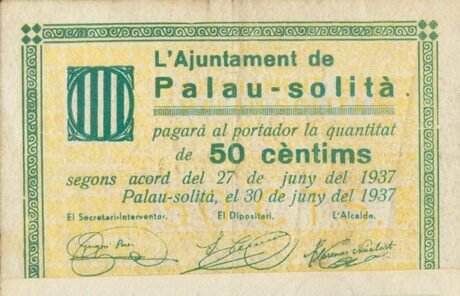 L'Ajuntament de
Palau-solità.
pagarà al portador la quantitat
de 50 cèntims
segons acord del 27 de juny del 1937
Palau-solità, el 30 de juny del 1937
El Secretari-Interventor. El Dipositari. L'Alcalde.